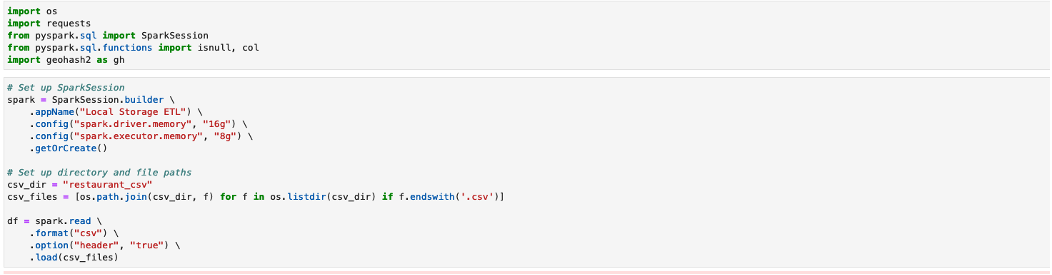 import os
import requests
from pyspark.sql import SparkSession
from pyspark.sql.functions import isnull, col
import geohash2 as gh
# Set up SparkSession
spark = SparkSession.builder \
    .appName("Local Storage ETL") \
    .config("spark.driver.memory", "16g") \
    .config("spark.executor.memory", "8g") \
    .getOrCreate()
# Set up directory and file paths
csv_dir = "restaurant_csv"
csv_files = [os.path.join(csv_dir, f) for f in os.listdir(csv_dir) if f.endswith('.csv')]
df = spark.read \
    .format("csv") \
    .option("header", "true") \
    .load(csv_files)